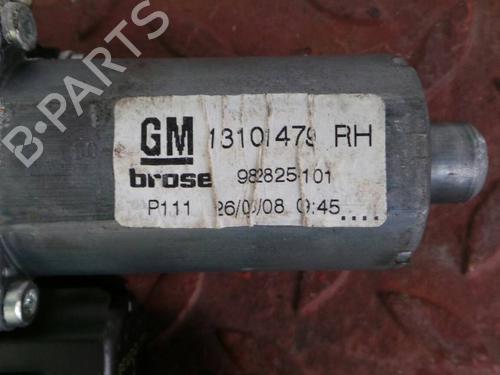 GM 13101479 RH
brose 982825101
P111 26/0 /08 0:45....
B-PARTS